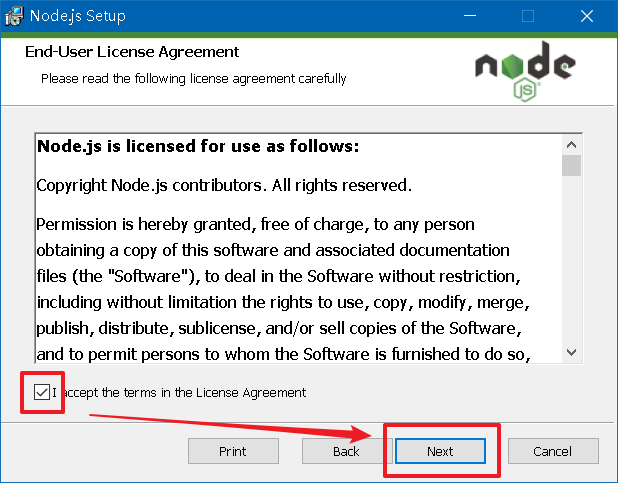 Node.js Setup
End-User License Agreement
Please read the following license agreement carefully
node
JS
Node.js is licensed for use as follows:
Copyright Node.js contributors. All rights reserved.
Permission is hereby granted, free of charge, to any person
obtaining a copy of this software and associated documentation
files (the "Software"), to deal in the Software without restriction,
including without limitation the rights to use, copy, modify, merge,
publish, distribute, sublicense, and/or sell copies of the Software,
and to permit persons to whom the Software is furnished to do so,
I accept the terms in the License Agreement
Print
Back
Next
Cancel